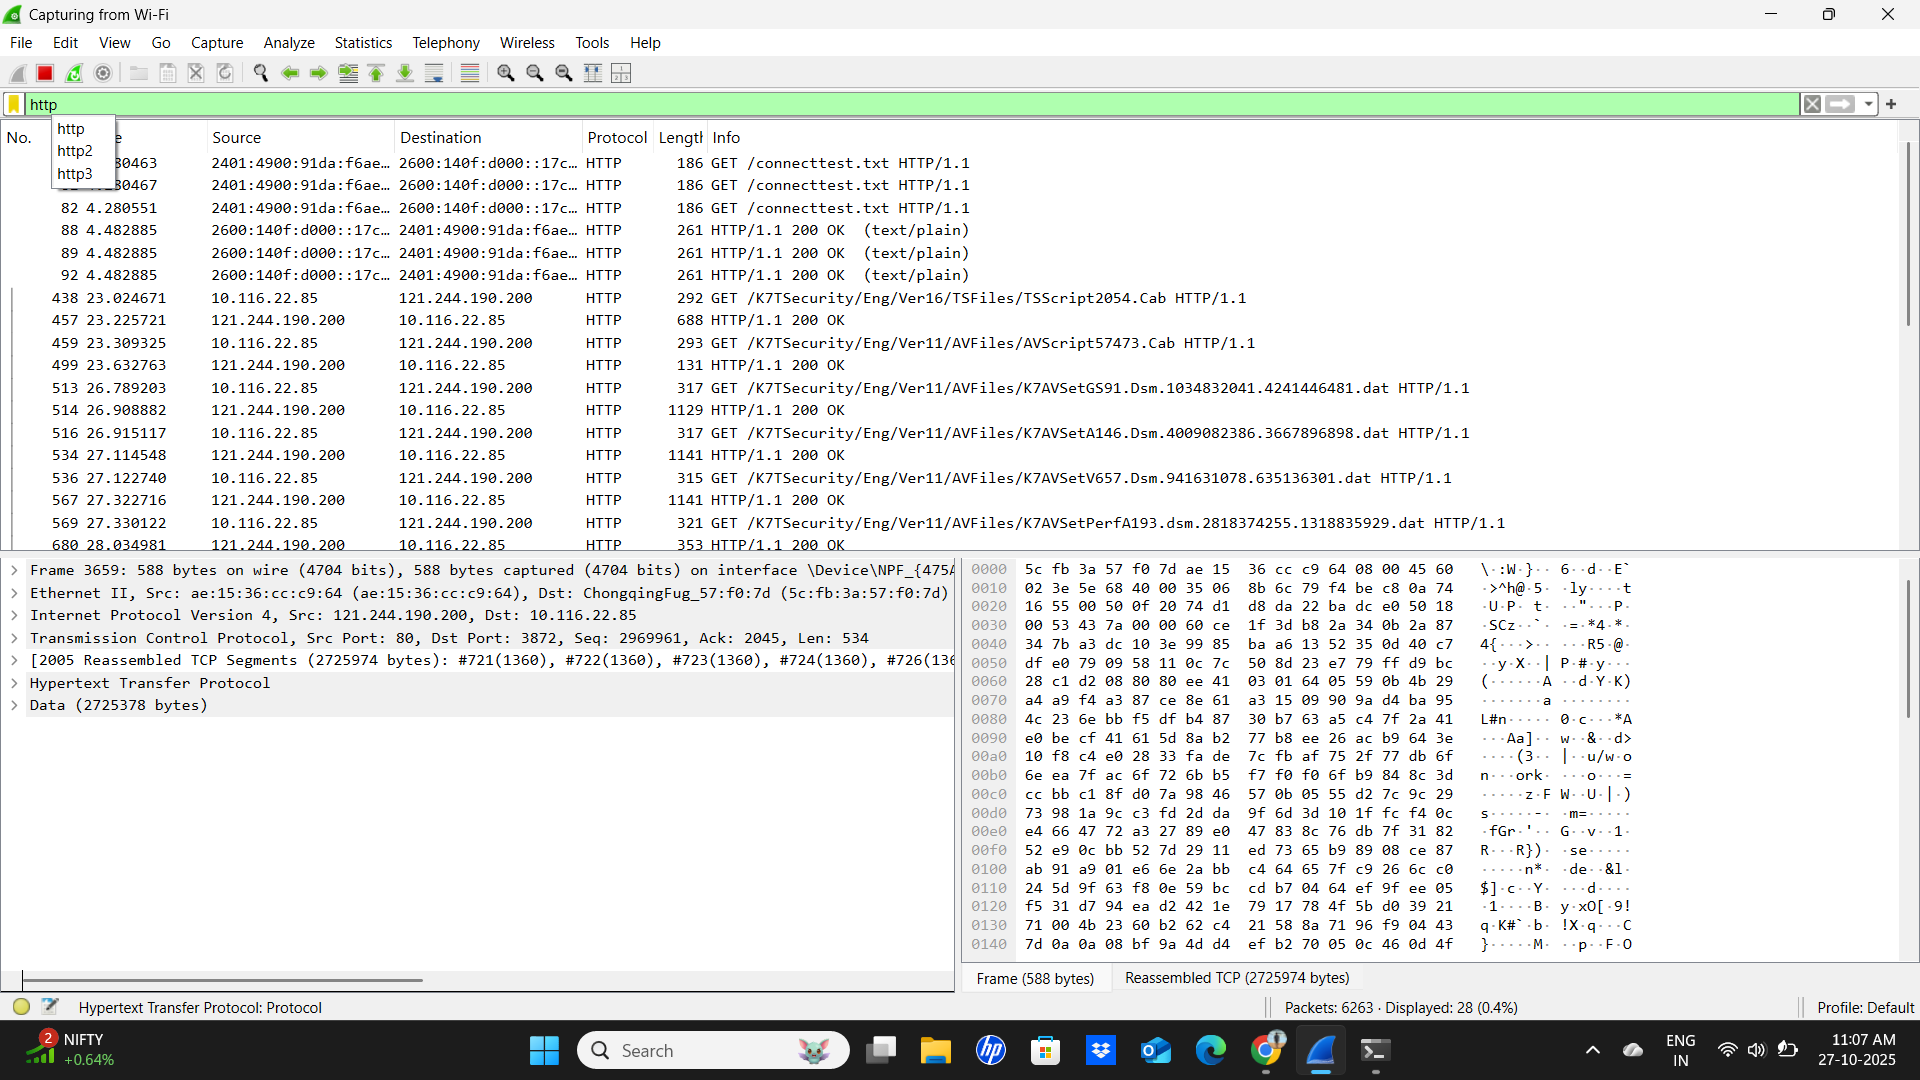 Capturing from Wi-Fi
File Edit View Go Capture Analyze Statistics Telephony Wireless Tools Help
http
http
http2
http3
No. Source Destination Protocol Length Info
2401:4900:91da:f6ae… 2600:140f:d000::17c… HTTP 186 GET /connecttest.txt HTTP/1.1
2401:4900:91da:f6ae… 2600:140f:d000::17c… HTTP 186 GET /connecttest.txt HTTP/1.1
82 4.280551 2401:4900:91da:f6ae… 2600:140f:d000::17c… HTTP 186 GET /connecttest.txt HTTP/1.1
88 4.482885 2600:140f:d000::17c… 2401:4900:91da:f6ae… HTTP 261 HTTP/1.1 200 OK (text/plain)
89 4.482885 2600:140f:d000::17c… 2401:4900:91da:f6ae… HTTP 261 HTTP/1.1 200 OK (text/plain)
92 4.482885 2600:140f:d000::17c… 2401:4900:91da:f6ae… HTTP 261 HTTP/1.1 200 OK (text/plain)
438 23.024671 10.116.22.85 121.244.190.200 HTTP 292 GET /K7TSecurity/Eng/Ver16/TSFiles/TSScript2054.Cab HTTP/1.1
457 23.225721 121.244.190.200 10.116.22.85 HTTP 688 HTTP/1.1 200 OK
459 23.309325 10.116.22.85 121.244.190.200 HTTP 293 GET /K7TSecurity/Eng/Ver11/AVFiles/AVScript57473.Cab HTTP/1.1
499 23.632763 121.244.190.200 10.116.22.85 HTTP 131 HTTP/1.1 200 OK
513 26.789203 10.116.22.85 121.244.190.200 HTTP 317 GET /K7TSecurity/Eng/Ver11/AVFiles/K7AVSetGS91.Dsm.1034832041.4241446481.dat HTTP/1.1
514 26.908882 121.244.190.200 10.116.22.85 HTTP 1129 HTTP/1.1 200 OK
516 26.915117 10.116.22.85 121.244.190.200 HTTP 317 GET /K7TSecurity/Eng/Ver11/AVFiles/K7AVSetA146.Dsm.4009082386.3667896898.dat HTTP/1.1
534 27.114548 121.244.190.200 10.116.22.85 HTTP 1141 HTTP/1.1 200 OK
536 27.122740 10.116.22.85 121.244.190.200 HTTP 315 GET /K7TSecurity/Eng/Ver11/AVFiles/K7AVSetV657.Dsm.941631078.635136301.dat HTTP/1.1
567 27.322716 121.244.190.200 10.116.22.85 HTTP 1141 HTTP/1.1 200 OK
569 27.330122 10.116.22.85 121.244.190.200 HTTP 321 GET /K7TSecurity/Eng/Ver11/AVFiles/K7AVSetPerfA193.dsm.2818374255.1318835929.dat HTTP/1.1
680 28.034981 121.244.190.200 10.116.22.85 HTTP 353 HTTP/1.1 200 OK
Frame 3659: 588 bytes on wire (4704 bits), 588 bytes captured (4704 bits) on interface \Device\NPF_{475A
Ethernet II, Src: ae:15:36:cc:c9:64 (ae:15:36:cc:c9:64), Dst: ChongqingFug_57:f0:7d (5c:fb:3a:57:f0:7d)
Internet Protocol Version 4, Src: 121.244.190.200, Dst: 10.116.22.85
Transmission Control Protocol, Src Port: 80, Dst Port: 3872, Seq: 2969961, Ack: 2045, Len: 534
[2005 Reassembled TCP Segments (2725974 bytes): #721(1360), #722(1360), #723(1360), #724(1360), #726(136
Hypertext Transfer Protocol
Data (2725378 bytes)
0000 5c fb 3a 57 f0 7d ae 15 36 cc c9 64 08 00 45 60 \·:W·}·· 6··d··E`
0010 02 3e 5e 68 40 00 35 06 8b 6c 79 f4 be c8 0a 74 ·>^h@·5· ·ly····t
0020 16 55 00 50 0f 20 74 d1 d8 da 22 ba dc e0 50 18 ·U·P· t· ··"···P·
0030 00 53 43 7a 00 00 60 ce 1f 3d b8 2a 34 0b 2a 87 ·SCz··`· ·=·*4·*·
0040 34 7b a3 dc 10 3e 99 85 ba a6 13 52 35 0d 40 c7 4{···>·· ···R5·@·
0050 df e0 79 09 58 11 0c 7c 50 8d 23 e7 79 ff d9 bc ··y·X··| P·#·y···
0060 28 c1 d2 08 80 80 ee 41 03 01 64 05 59 0b 4b 29 (······A ··d·Y·K)
0070 a4 a9 f4 a3 87 ce 8e 61 a3 15 09 90 9a d4 ba 95 ·······a ········
0080 4c 23 6e bb f5 df b4 87 30 b7 63 a5 c4 7f 2a 41 L#n····· 0·c···*A
0090 e0 be cf 41 61 5d 8a b2 77 b8 ee 26 ac b9 64 3e ···Aa]·· w··&··d>
00a0 10 f8 c4 e0 28 33 fa de 7c fb af 75 2f 77 db 6f ····(3·· |··u/w·o
00b0 6e ea 7f ac 6f 72 6b b5 f7 f0 f0 6f b9 84 8c 3d n···ork· ···o···=
00c0 cc bb c1 8f d0 7a 98 46 57 0b 05 55 d2 7c 9c 29 ·····z·F W··U·|·)
00d0 73 98 1a 9c c3 fd 2d da 9f 6d 3d 10 1f fc f4 0c s·····-· ·m=·····
00e0 e4 66 47 72 a3 27 89 e0 47 83 8c 76 db 7f 31 82 ·fGr·'·· G··v··1·
00f0 52 e9 0c bb 52 7d 29 11 ed 73 65 b9 89 08 ce 87 R···R})· ·se·····
0100 ab 91 a9 01 e6 6e 2a bb c4 64 65 7f c9 26 6c c0 ·····n*· ·de··&l·
0110 24 5d 9f 63 f8 0e 59 bc cd b7 04 64 ef 9f ee 05 $]·c··Y· ···d····
0120 f5 31 d7 94 ea d2 42 1e 79 17 78 4f 5b d0 39 21 ·1····B· y·xO[·9!
0130 71 00 4b 23 60 b2 62 c4 21 58 8a 71 96 f9 04 43 q·K#`·b· !X·q···C
0140 7d 0a 0a 08 bf 9a 4d d4 ef b2 70 05 0c 46 0d 4f }·····M· ··p··F·O
Frame (588 bytes) Reassembled TCP (2725974 bytes)
Hypertext Transfer Protocol: Protocol Packets: 6263 · Displayed: 28 (0.4%) Profile: Default
2 NIFTY
+0.64%
Search
hp
ENG
IN
11:07 AM
27-10-2025